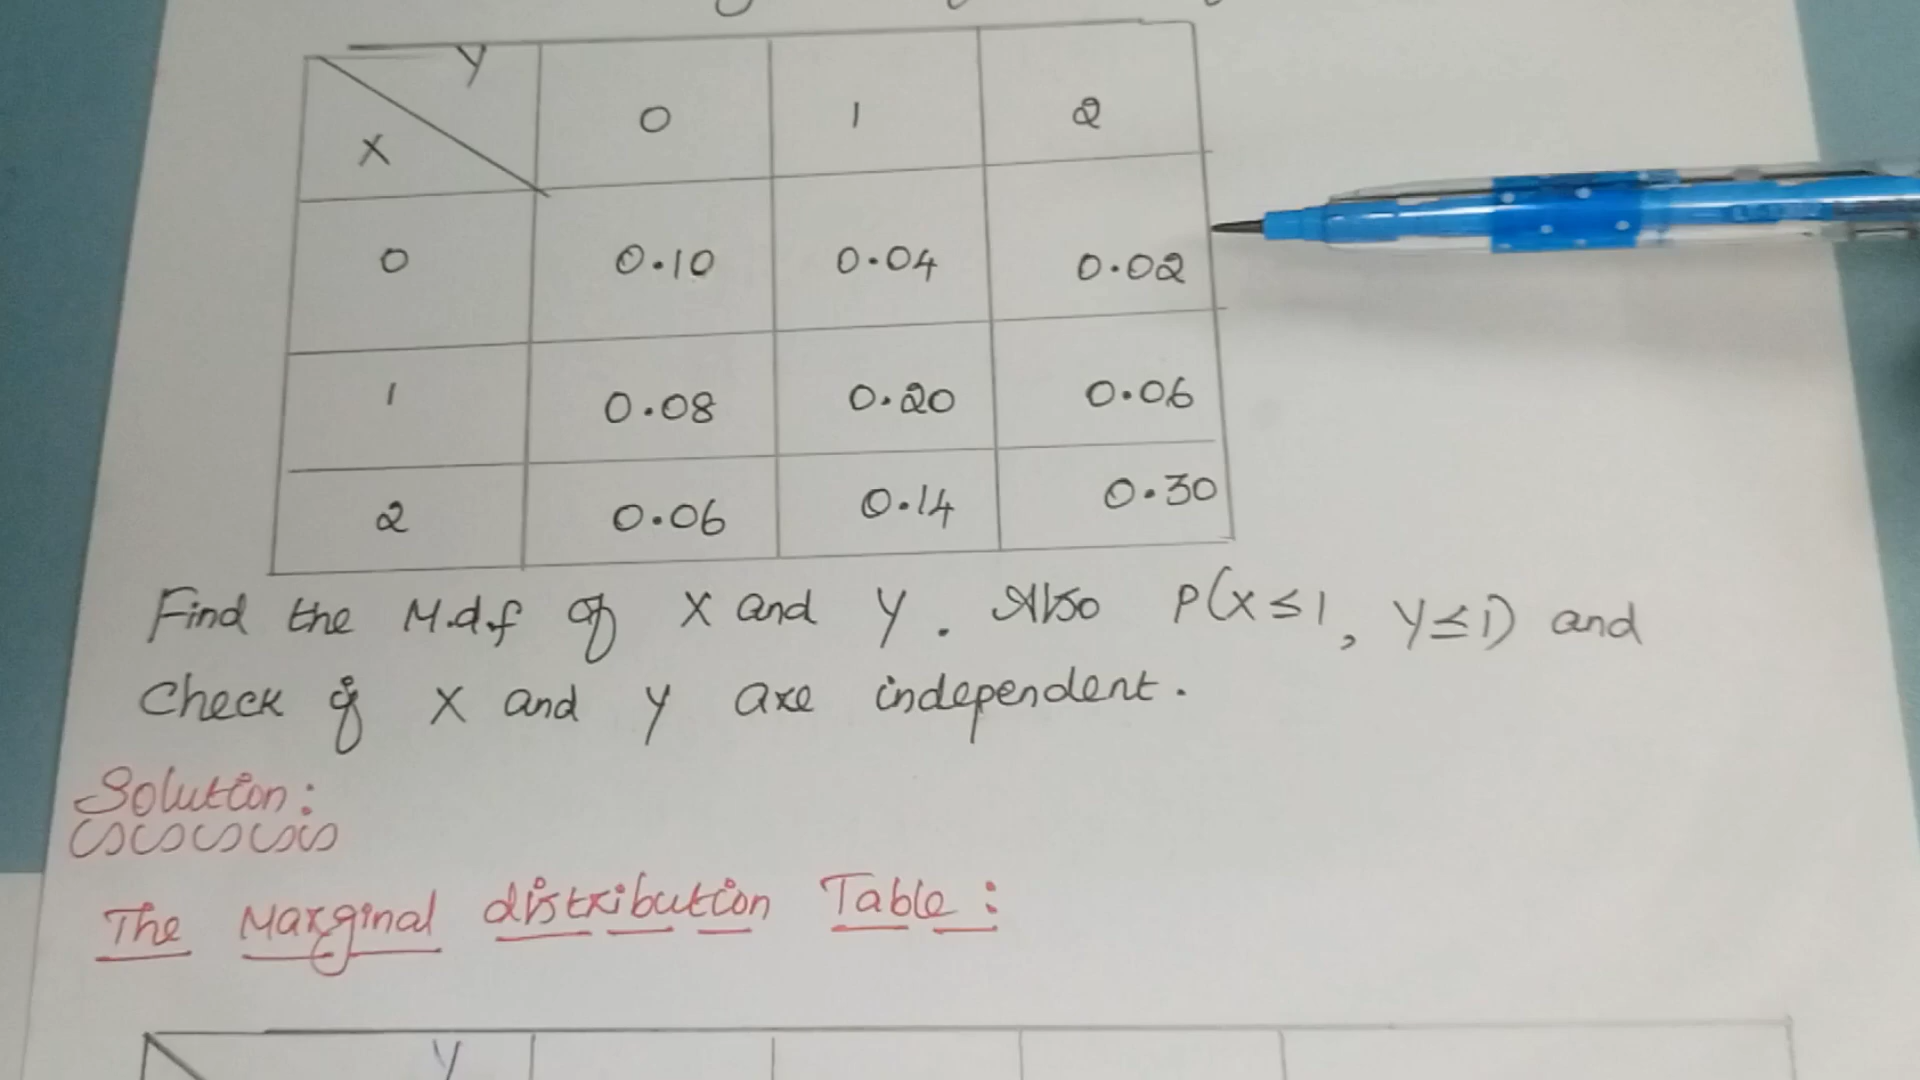 Y
X 0 1 2
0 0.10 0.04 0.02
1 0.08 0.20 0.06
2 0.06 0.14 0.30
Find the M.d.f of X and Y. Also P(X≤1, Y≤1) and
Check if X and Y are independent.
Solution:
The Marginal distribution Table:
Y